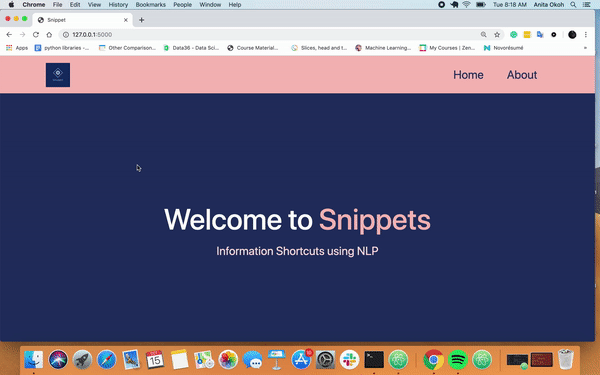 Chrome File Edit View History Bookmarks People Window Help Tue 8:18 AM Anita Okoh
Snippet
127.0.0.1:5000
Apps python libraries -... Other Comparison... Data36 - Data Sci... Course Material... Slices, head and t... Machine Learning... My Courses | Zen... Novorésumé
Home About
Welcome to Snippets
Information Shortcuts using NLP
15